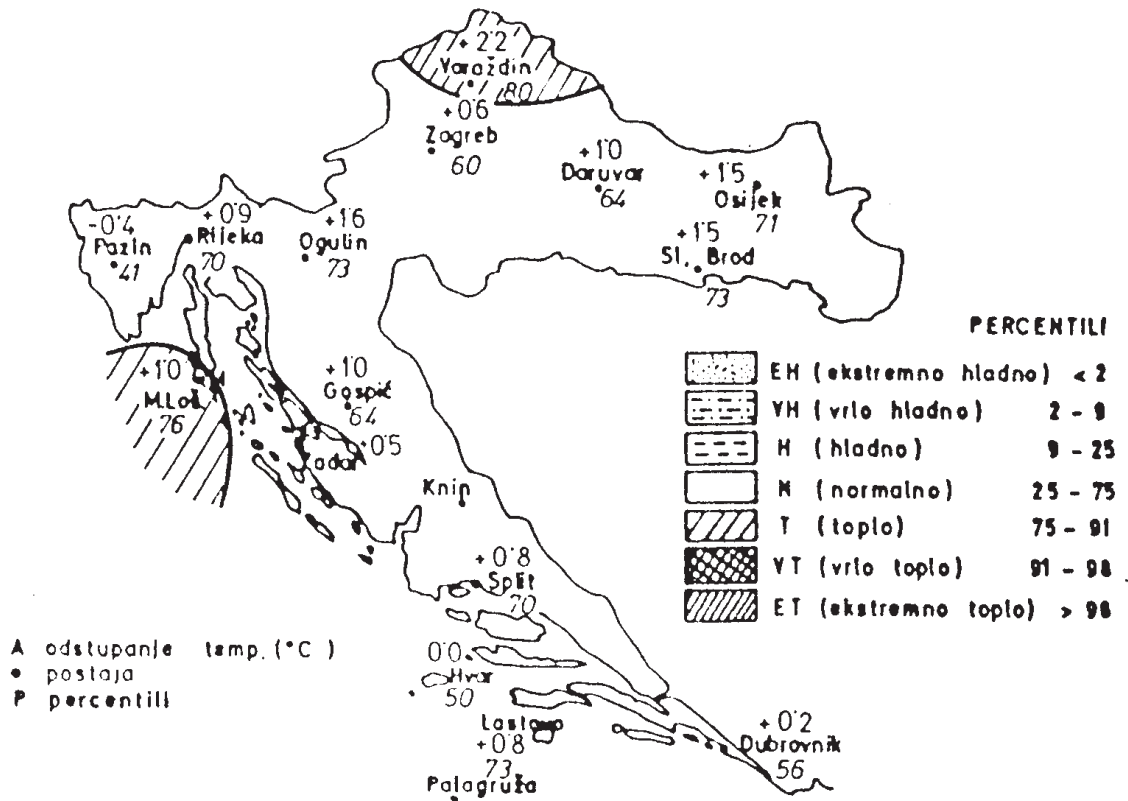 +2.2
Varaždin
80
+0.6
Zagreb
60
+1.0
Daruvar
64
+1.5
Osijek
71
+1.5
Sl. Brod
73
-0.4
Pazin
41
+0.9
Rijeka
70
+1.6
Ogulin
73
+1.0
M.Loš.
76
+1.0
Gospić
64
+0.5
Zadar
Knin
+0.8
Split
70
0.0
Hvar
50
Lastovo
+0.8
73
Palagruža
+0.2
Dubrovnik
56
PERCENTILI
EH (ekstremno hladno) < 2
VH (vrlo hladno) 2 - 9
H (hladno) 9 - 25
N (normalno) 25 - 75
T (toplo) 75 - 91
VT (vrlo toplo) 91 - 98
ET (ekstremno toplo) > 98
A odstupanje temp. (°C)
• postaja
P percentili